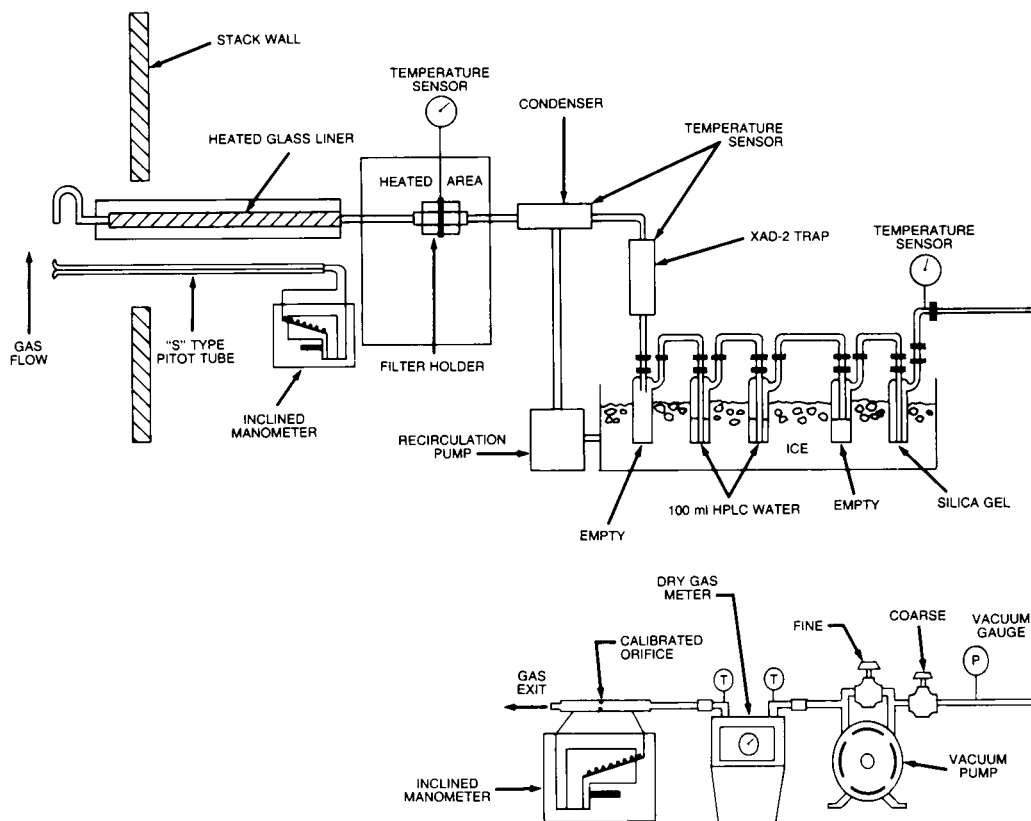 STACK WALL
TEMPERATURE
SENSOR
CONDENSER
HEATED GLASS LINER
TEMPERATURE
SENSOR
HEATED AREA
XAD-2 TRAP
TEMPERATURE
SENSOR
GAS
FLOW
"S" TYPE
PITOT TUBE
FILTER HOLDER
INCLINED
MANOMETER
RECIRCULATION
PUMP
ICE
EMPTY
100 ml HPLC WATER
EMPTY
SILICA GEL
DRY GAS
METER
FINE
COARSE
VACUUM
GAUGE
CALIBRATED
ORIFICE
GAS
EXIT
T
T
P
INCLINED
MANOMETER
VACUUM
PUMP